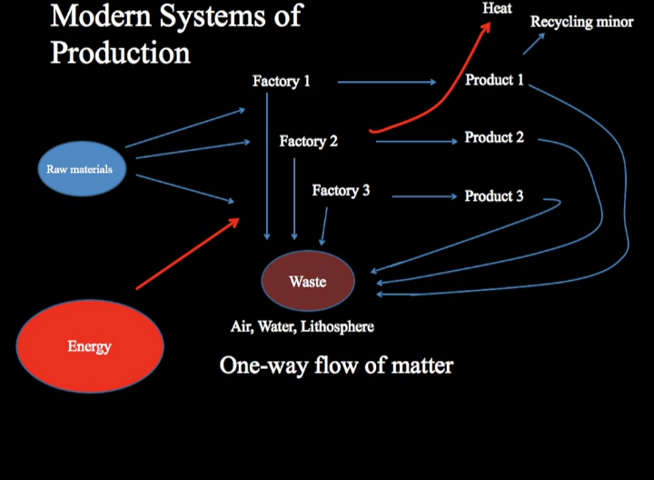 Modern Systems of
Production
Heat
Recycling minor
Factory 1
Product 1
Factory 2
Product 2
Raw materials
Factory 3
Product 3
Waste
Air, Water, Lithosphere
Energy
One-way flow of matter